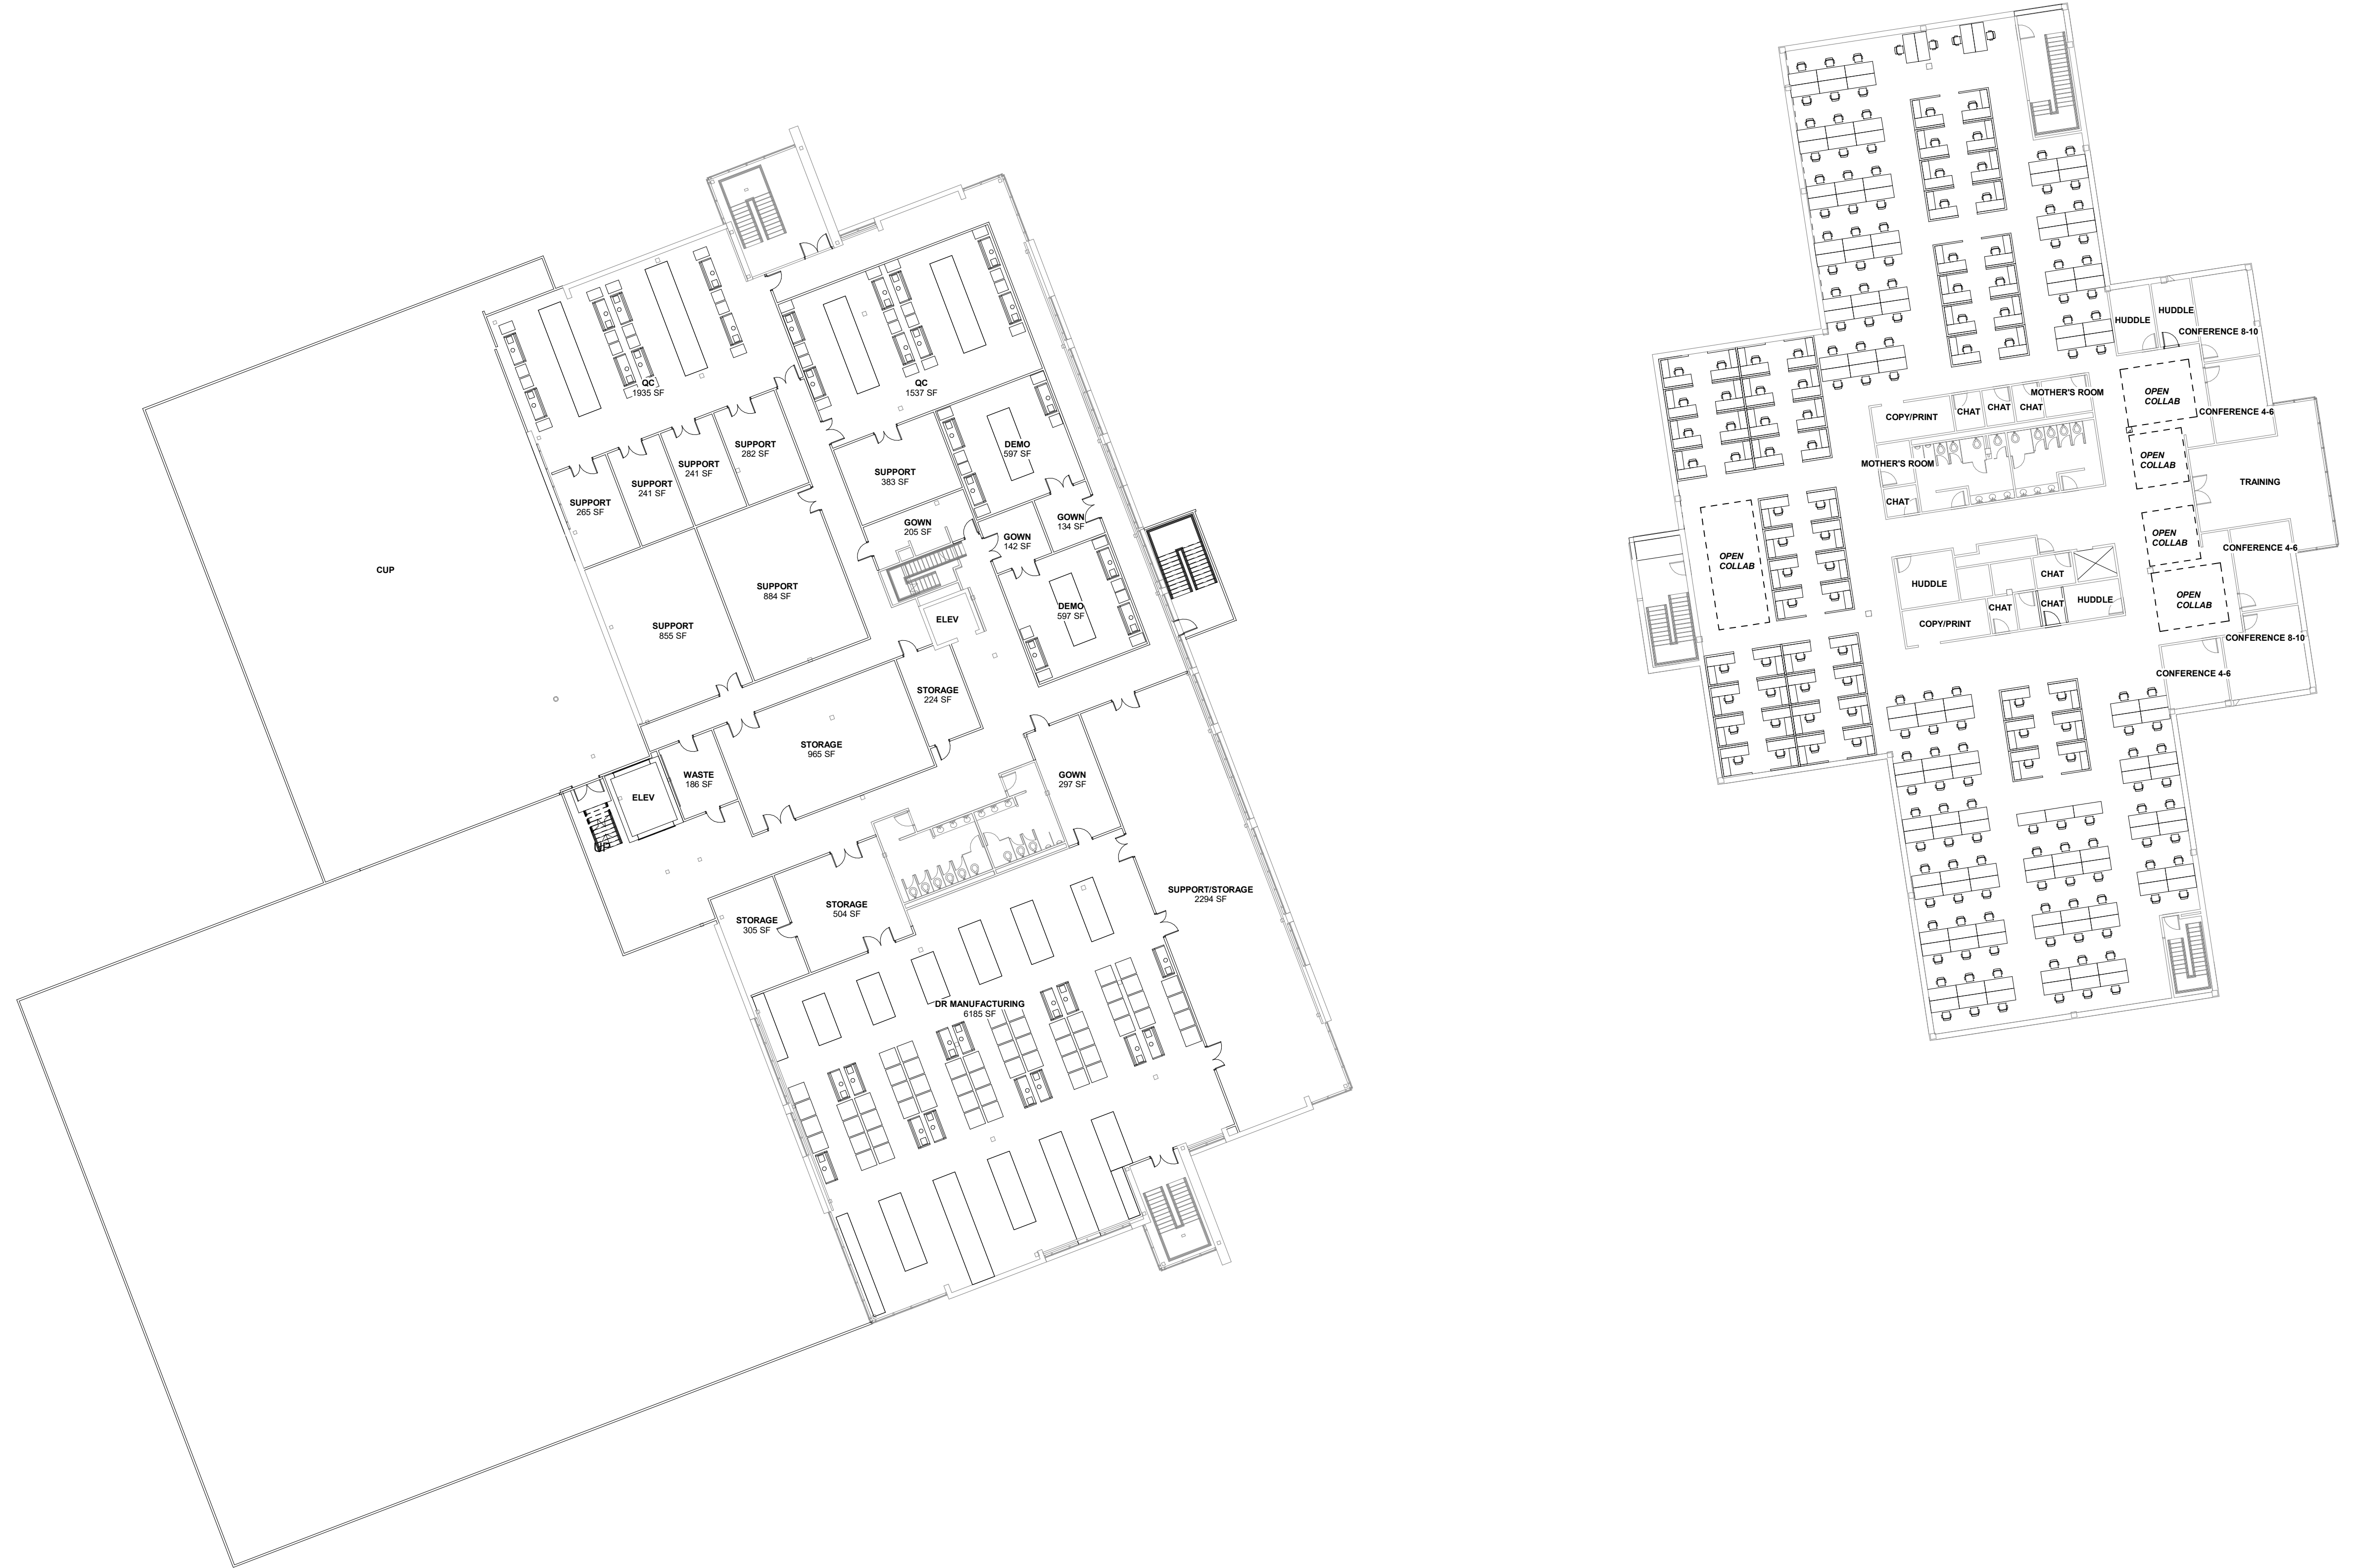 CUP
QC
1935 SF
QC
1537 SF
SUPPORT
282 SF
SUPPORT
241 SF
SUPPORT
241 SF
SUPPORT
265 SF
SUPPORT
383 SF
DEMO
597 SF
GOWN
205 SF
GOWN
134 SF
GOWN
142 SF
SUPPORT
884 SF
SUPPORT
855 SF
ELEV
DEMO
597 SF
STORAGE
224 SF
STORAGE
965 SF
WASTE
186 SF
ELEV
UP
GOWN
297 SF
SUPPORT/STORAGE
2294 SF
STORAGE
504 SF
STORAGE
305 SF
DR MANUFACTURING
6185 SF
HUDDLE
HUDDLE
CONFERENCE 8-10
MOTHER'S ROOM
OPEN
COLLAB
CONFERENCE 4-6
COPY/PRINT
CHAT
CHAT
CHAT
MOTHER'S ROOM
OPEN
COLLAB
TRAINING
CHAT
OPEN
COLLAB
CONFERENCE 4-6
OPEN
COLLAB
HUDDLE
CHAT
OPEN
COLLAB
CHAT
CHAT
HUDDLE
COPY/PRINT
CONFERENCE 8-10
CONFERENCE 4-6